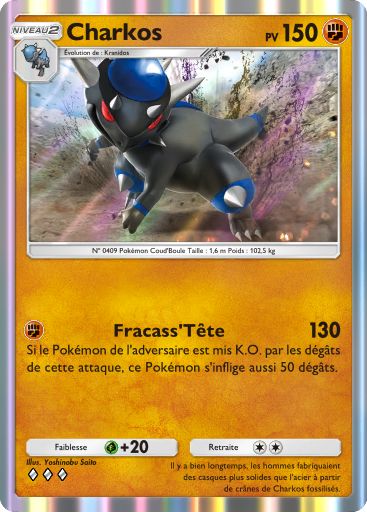 NIVEAU 2
Charkos
PV 150
Évolution de : Kranidos
N° 0409 Pokémon Coud'Boule Taille : 1,6 m Poids : 102,5 kg
Fracass'Tête 130
Si le Pokémon de l'adversaire est mis K.O. par les dégâts
de cette attaque, ce Pokémon s'inflige aussi 50 dégâts.
Faiblesse +20
Retraite
Illus. Yoshinobu Saito
Il y a bien longtemps, les hommes fabriquaient
des casques plus solides que l'acier à partir
de crânes de Charkos fossilisés.